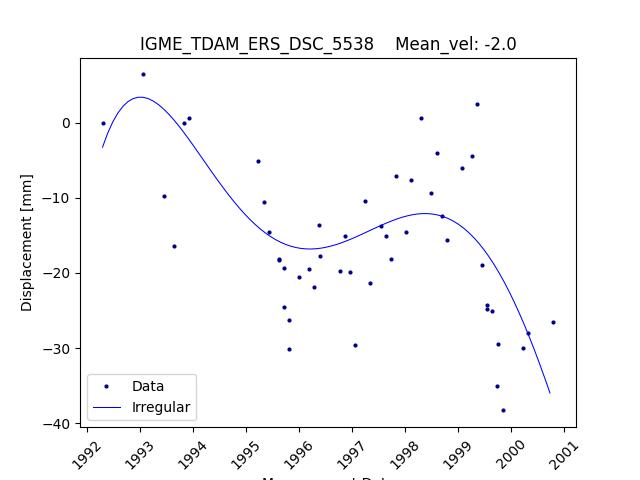 IGME_TDAM_ERS_DSC_5538    Mean_vel: -2.0
Displacement [mm]
0
−10
−20
−30
−40
Data
Irregular
1992 1993 1994 1995 1996 1997 1998 1999 2000 2001